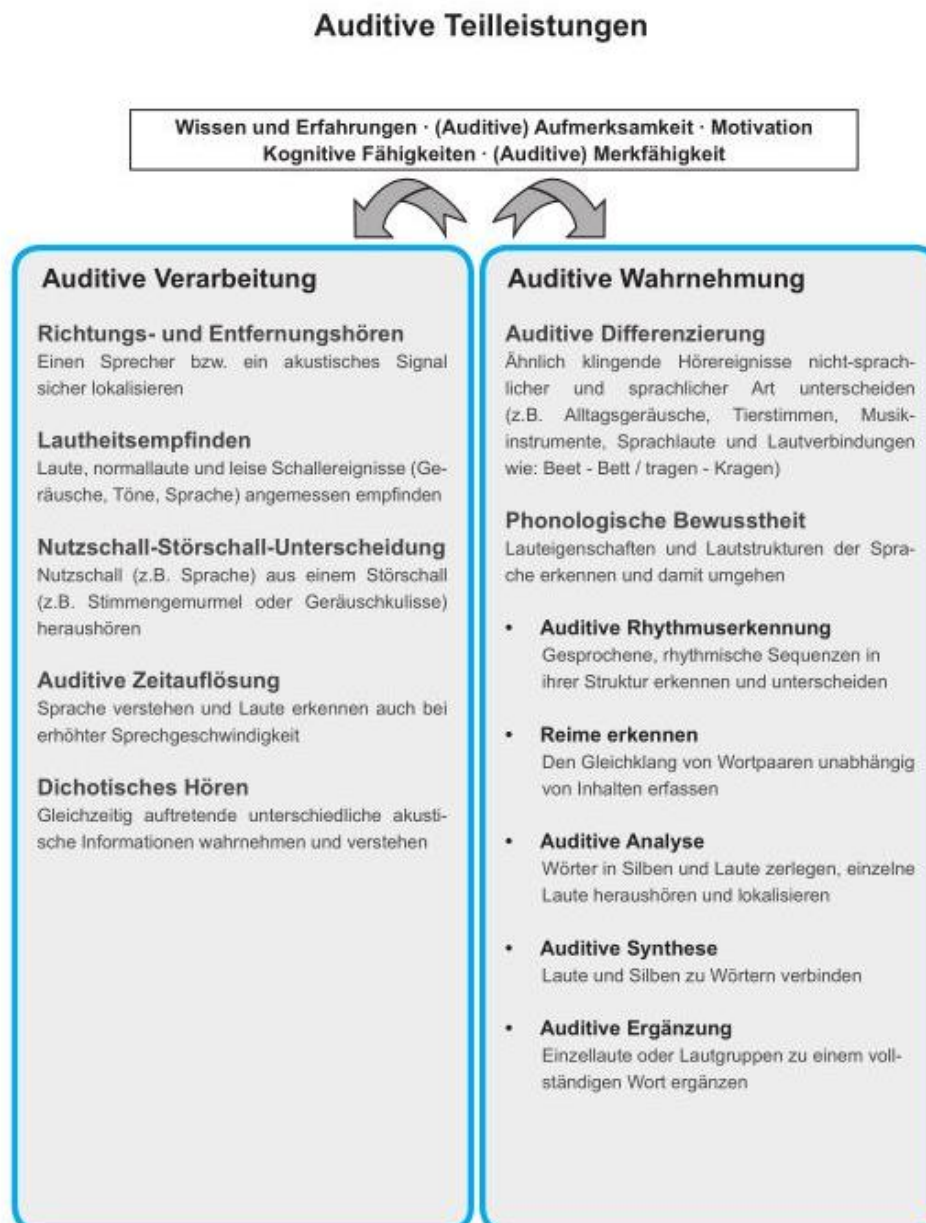 Auditive Teilleistungen
Wissen und Erfahrungen · (Auditive) Aufmerksamkeit · Motivation
Kognitive Fähigkeiten · (Auditive) Merkfähigkeit
Auditive Verarbeitung
Richtungs- und Entfernungshören
Einen Sprecher bzw. ein akustisches Signal
sicher lokalisieren
Lautheitsempfinden
Laute, normallaute und leise Schallereignisse (Ge-
räusche, Töne, Sprache) angemessen empfinden
Nutzschall-Störschall-Unterscheidung
Nutzschall (z.B. Sprache) aus einem Störschall
(z.B. Stimmengemurmel oder Geräuschkulisse)
heraushören
Auditive Zeitauflösung
Sprache verstehen und Laute erkennen auch bei
erhöhter Sprechgeschwindigkeit
Dichotisches Hören
Gleichzeitig auftretende unterschiedliche akusti-
sche Informationen wahrnehmen und verstehen
Auditive Wahrnehmung
Auditive Differenzierung
Ähnlich klingende Hörereignisse nicht-sprach-
licher und sprachlicher Art unterscheiden
(z.B. Alltagsgeräusche, Tierstimmen, Musik-
instrumente, Sprachlaute und Lautverbindungen
wie: Beet - Bett / tragen - Kragen)
Phonologische Bewusstheit
Lauteigenschaften und Lautstrukturen der Spra-
che erkennen und damit umgehen
• Auditive Rhythmuserkennung
Gesprochene, rhythmische Sequenzen in
ihrer Struktur erkennen und unterscheiden
• Reime erkennen
Den Gleichklang von Wortpaaren unabhängig
von Inhalten erfassen
• Auditive Analyse
Wörter in Silben und Laute zerlegen, einzelne
Laute heraushören und lokalisieren
• Auditive Synthese
Laute und Silben zu Wörtern verbinden
• Auditive Ergänzung
Einzellaute oder Lautgruppen zu einem voll-
ständigen Wort ergänzen